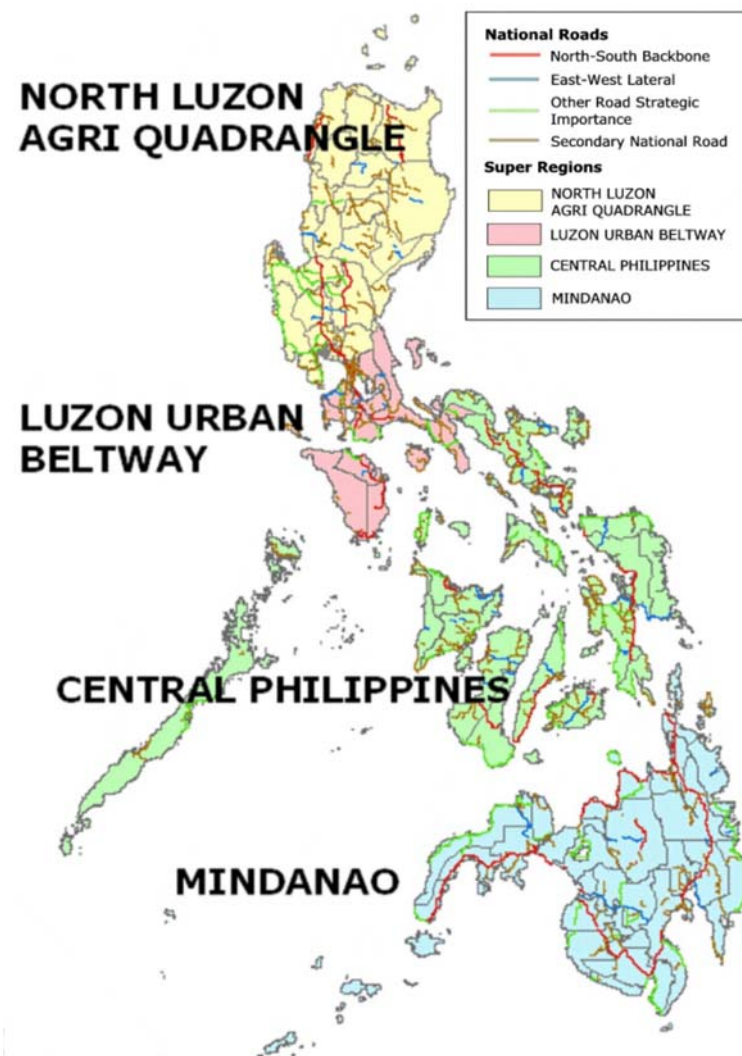 National Roads
North-South Backbone
East-West Lateral
Other Road Strategic
Importance
Secondary National Road
Super Regions
NORTH LUZON
AGRI QUADRANGLE
LUZON URBAN BELTWAY
CENTRAL PHILIPPINES
MINDANAO
NORTH LUZON
AGRI QUADRANGLE
LUZON URBAN
BELTWAY
CENTRAL PHILIPPINES
MINDANAO